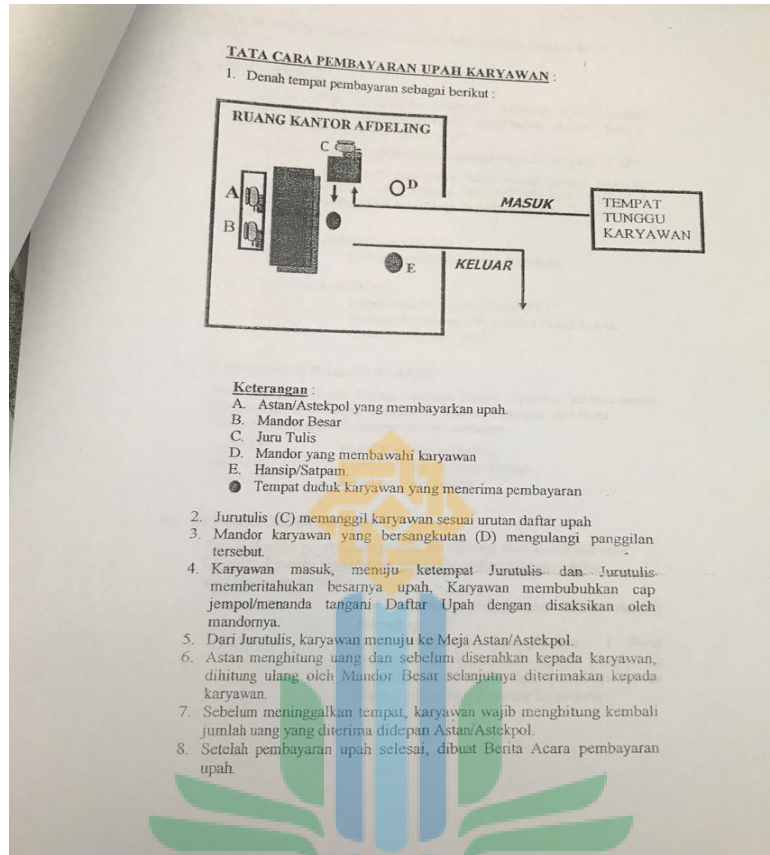 TATA CARA PEMBAYARAN UPAH KARYAWAN :
1. Denah tempat pembayaran sebagai berikut :
RUANG KANTOR AFDELING
C
A
D
MASUK
TEMPAT
TUNGGU
KARYAWAN
B
E
KELUAR
Keterangan :
A. Astan/Astekpol yang membayarkan upah.
B. Mandor Besar
C. Juru Tulis
D. Mandor yang membawahi karyawan
E. Hansip/Satpam.
Tempat duduk karyawan yang menerima pembayaran
2. Jurutulis (C) memanggil karyawan sesuai urutan daftar upah
3. Mandor karyawan yang bersangkutan (D) mengulangi panggilan
tersebut.
4. Karyawan masuk, menuju ketempat Jurutulis dan Jurutulis
memberitahukan besarnya upah, Karyawan membubuhkan cap
jempol/menanda tangani Daftar Upah dengan disaksikan oleh
mandornya.
5. Dari Jurutulis, karyawan menuju ke Meja Astan/Astekpol.
6. Astan menghitung uang dan sebelum diserahkan kepada karyawan,
dihitung ulang oleh Mandor Besar selanjutnya diterimakan kepada
karyawan.
7. Sebelum meninggalkan tempat, karyawan wajib menghitung kembali
jumlah uang yang diterima didepan Astan/Astekpol.
8. Setelah pembayaran upah selesai, dibuat Berita Acara pembayaran
upah.